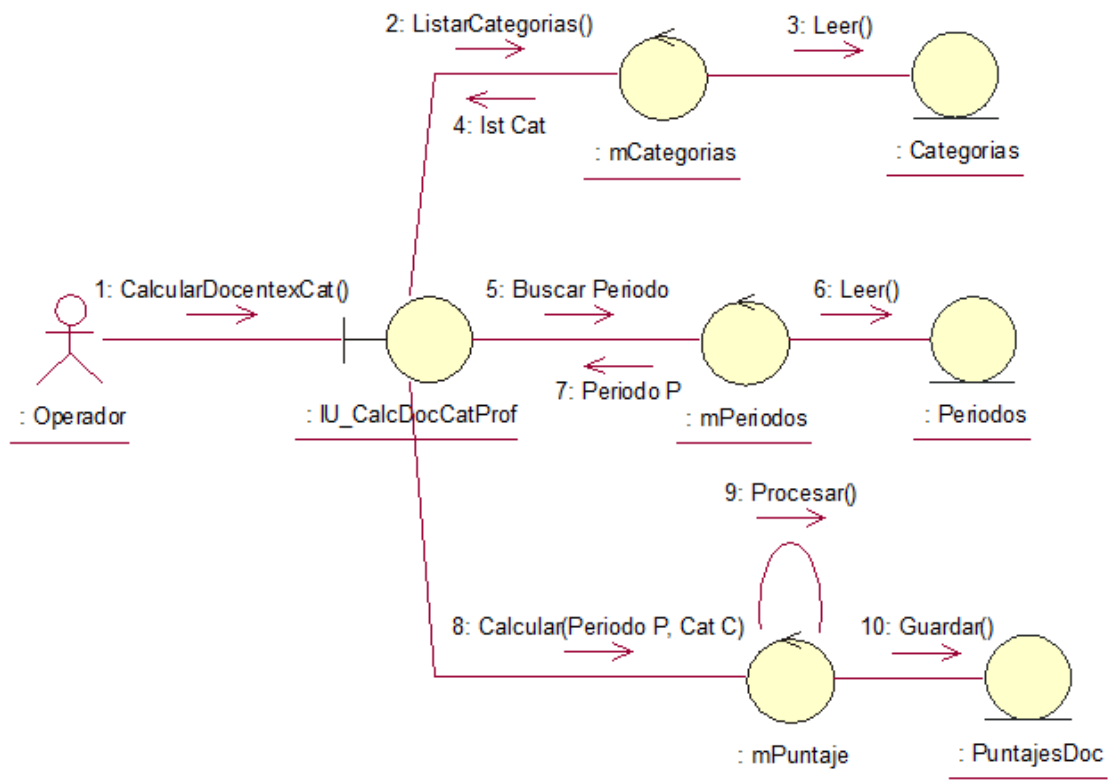 2: ListarCategorias()
3: Leer()
4: lst Cat
: mCategorias
: Categorias
1: CalcularDocentexCat()
5: Buscar Periodo
6: Leer()
7: Periodo P
: Operador
: IU_CalcDocCatProf
: mPeriodos
: Periodos
9: Procesar()
8: Calcular(Periodo P, Cat C)
10: Guardar()
: mPuntaje
: PuntajesDoc